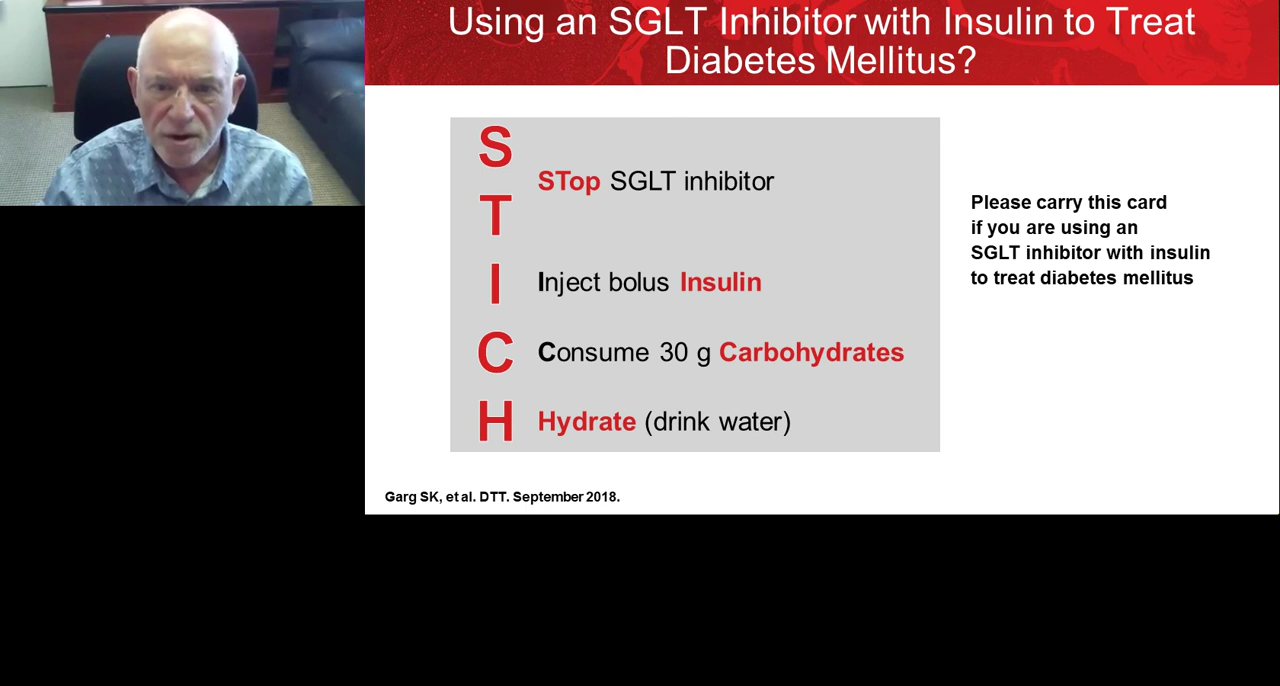 Using an SGLT Inhibitor with Insulin to Treat
Diabetes Mellitus?
S
T
STop SGLT inhibitor
I
Inject bolus Insulin
C
Consume 30 g Carbohydrates
H
Hydrate (drink water)
Please carry this card
if you are using an
SGLT inhibitor with insulin
to treat diabetes mellitus
Garg SK, et al. DTT. September 2018.